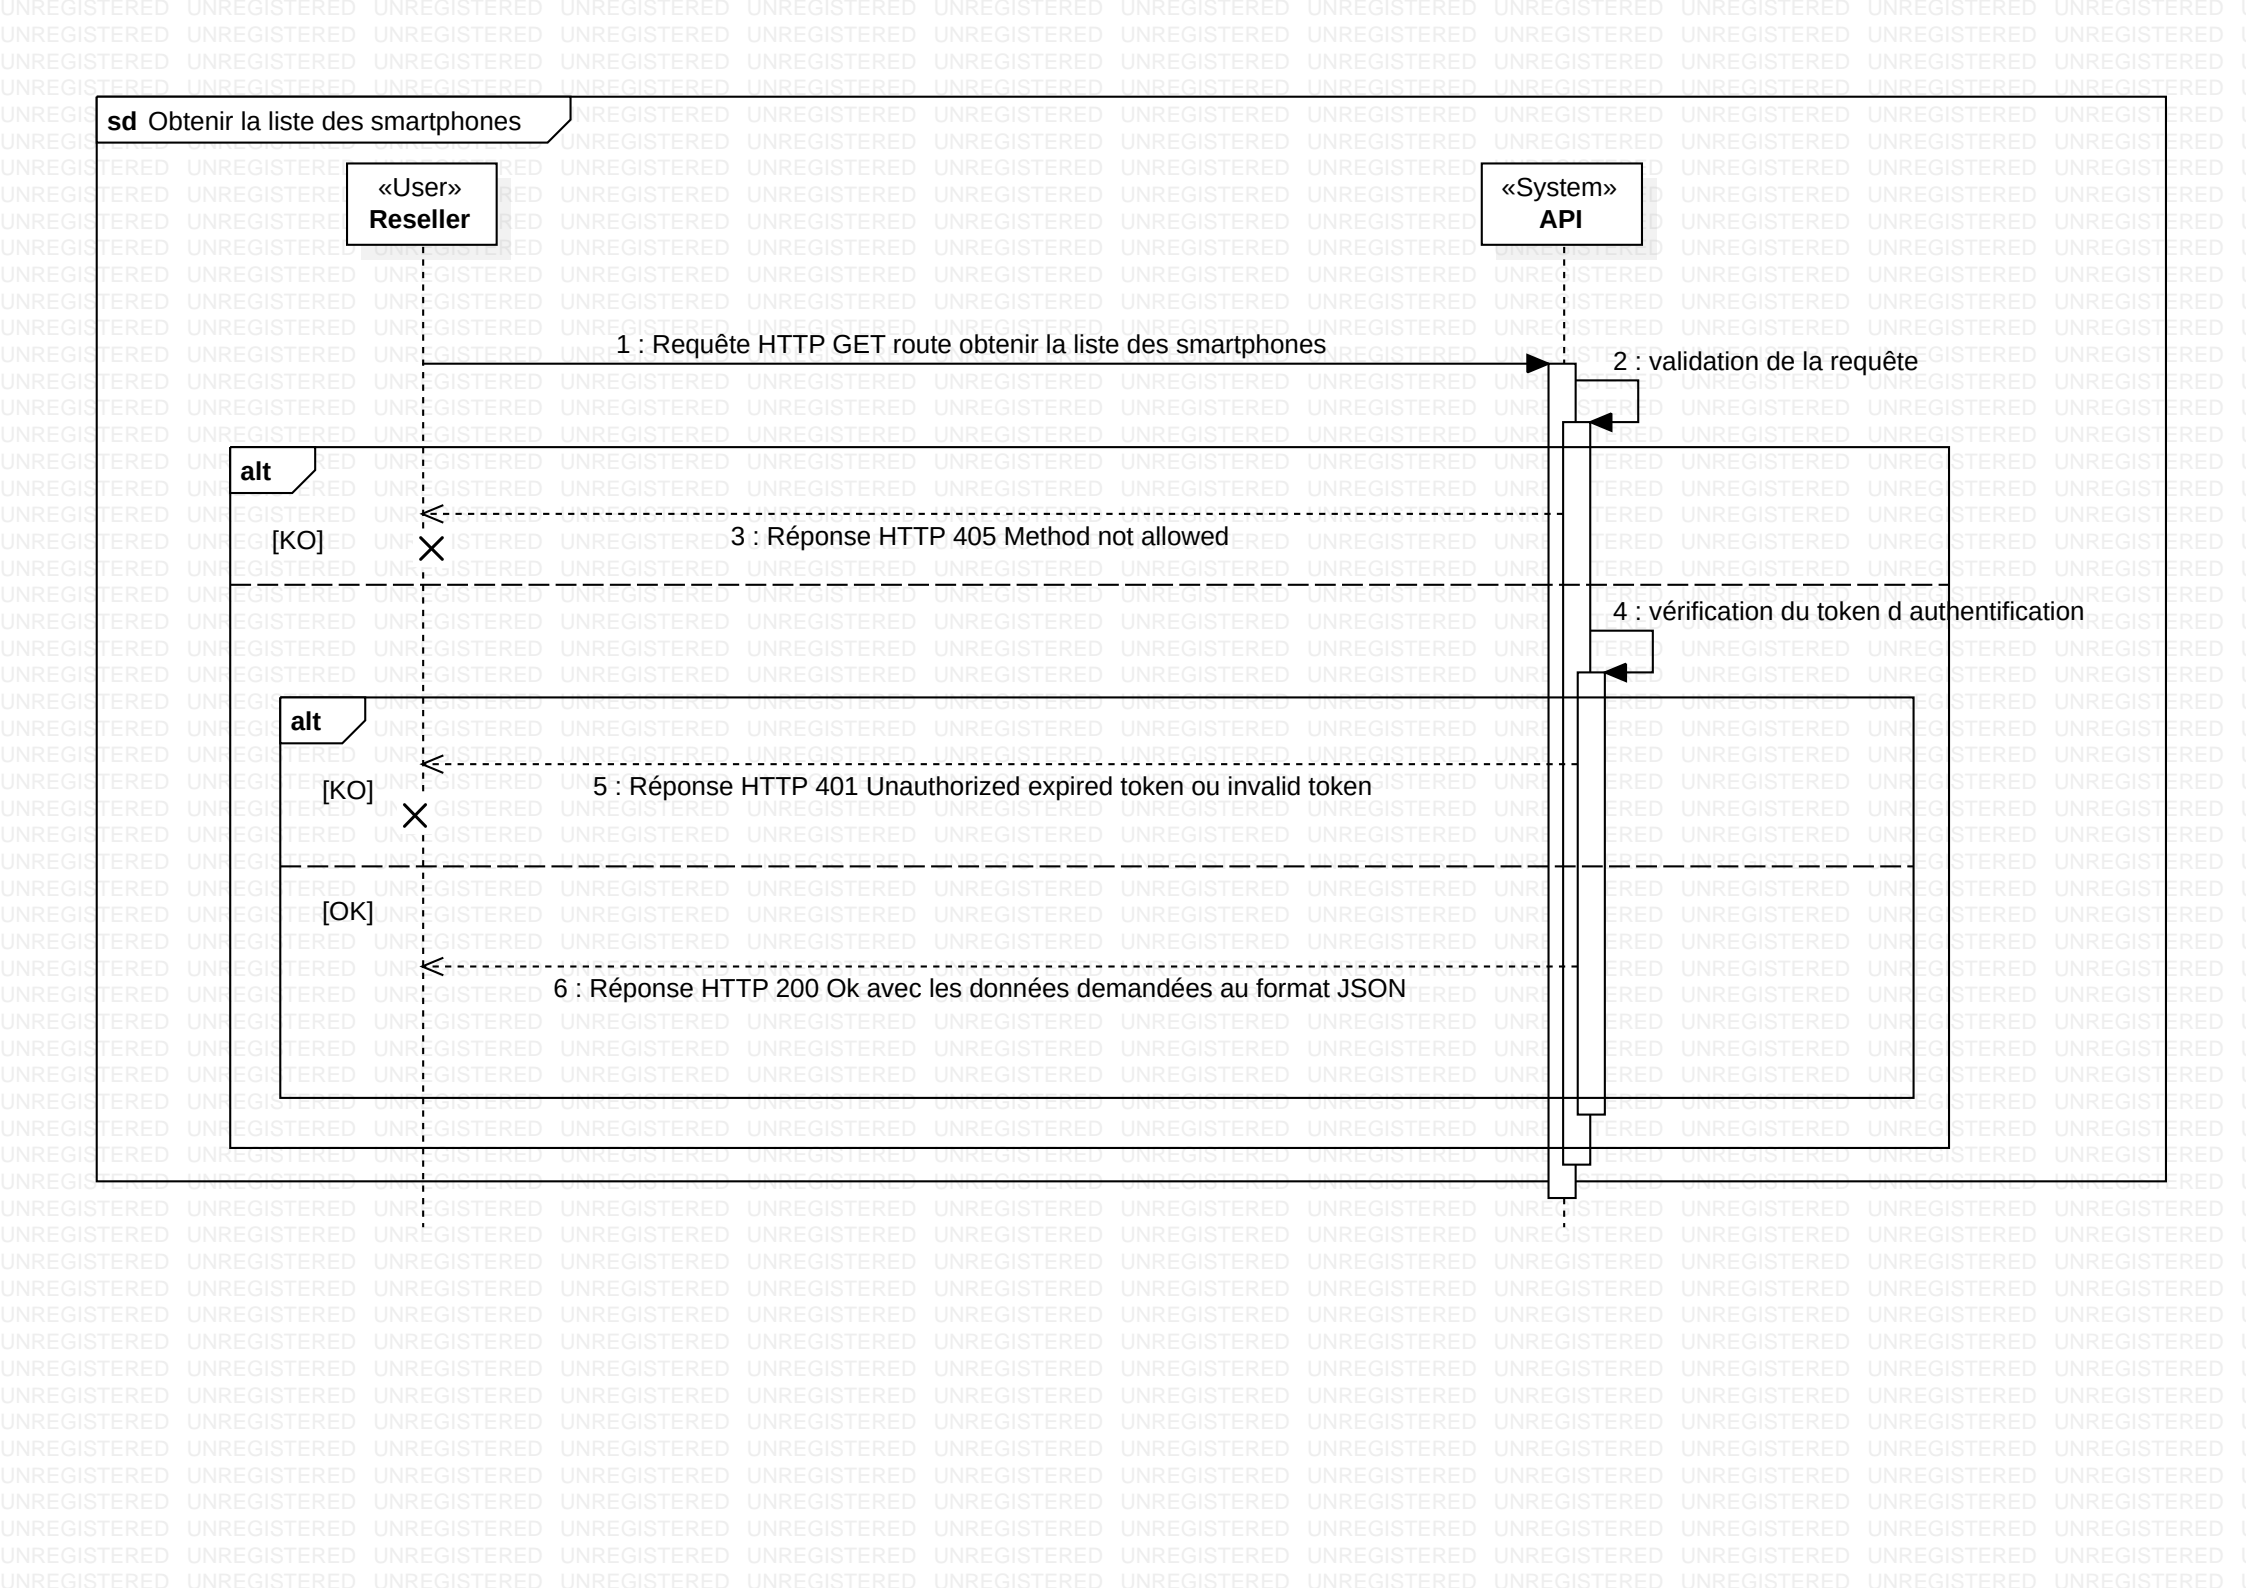 sd Obtenir la liste des smartphones
«User»
Reseller
«System»
API
1 : Requête HTTP GET route obtenir la liste des smartphones
2 : validation de la requête
alt
3 : Réponse HTTP 405 Method not allowed
[KO]
4 : vérification du token d authentification
alt
5 : Réponse HTTP 401 Unauthorized expired token ou invalid token
[KO]
[OK]
6 : Réponse HTTP 200 Ok avec les données demandées au format JSON
UNREGISTERED